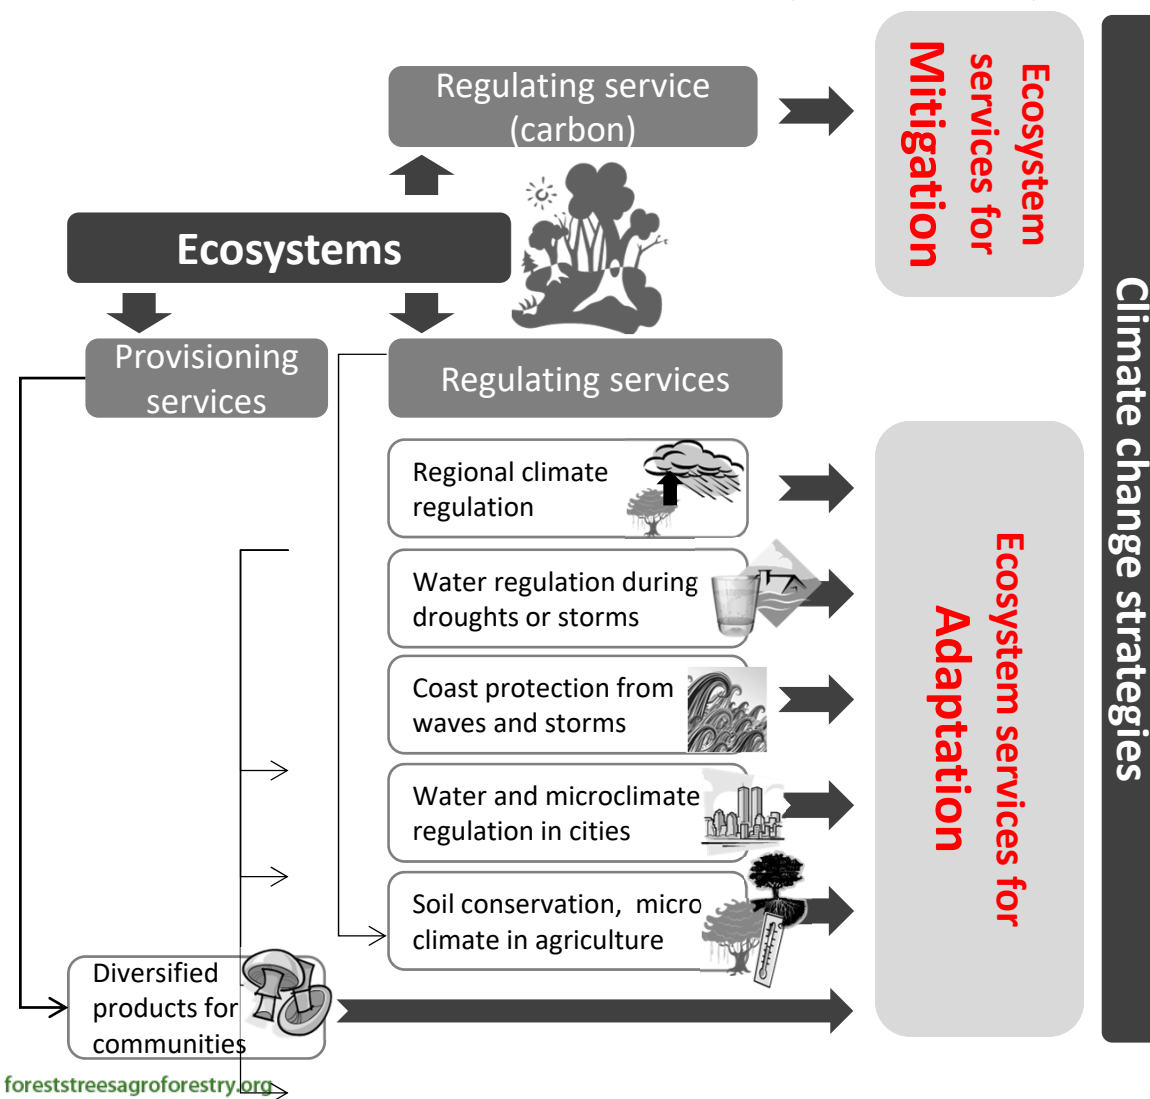 Regulating service
(carbon)
Ecosystem
services for
Mitigation
Ecosystems
Provisioning
services
Regulating services
Regional climate
regulation
Water regulation during
droughts or storms
Coast protection from
waves and storms
Water and microclimate
regulation in cities
Soil conservation, micro
climate in agriculture
Diversified
products for
communities
Ecosystem services for
Adaptation
Climate change strategies
foreststreesagroforestry.org